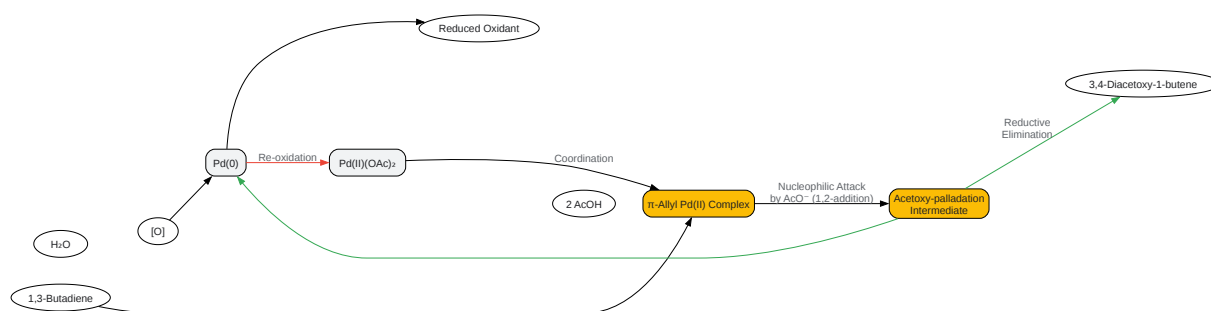 Reduced Oxidant
3,4-Diacetoxy-1-butene
Reductive
Elimination
Pd(0)
Re-oxidation
Pd(II)(OAc)₂
Coordination
Nucleophilic Attack
by AcO⁻ (1,2-addition)
2 AcOH
π-Allyl Pd(II) Complex
Acetoxy-palladation
Intermediate
[O]
H₂O
1,3-Butadiene